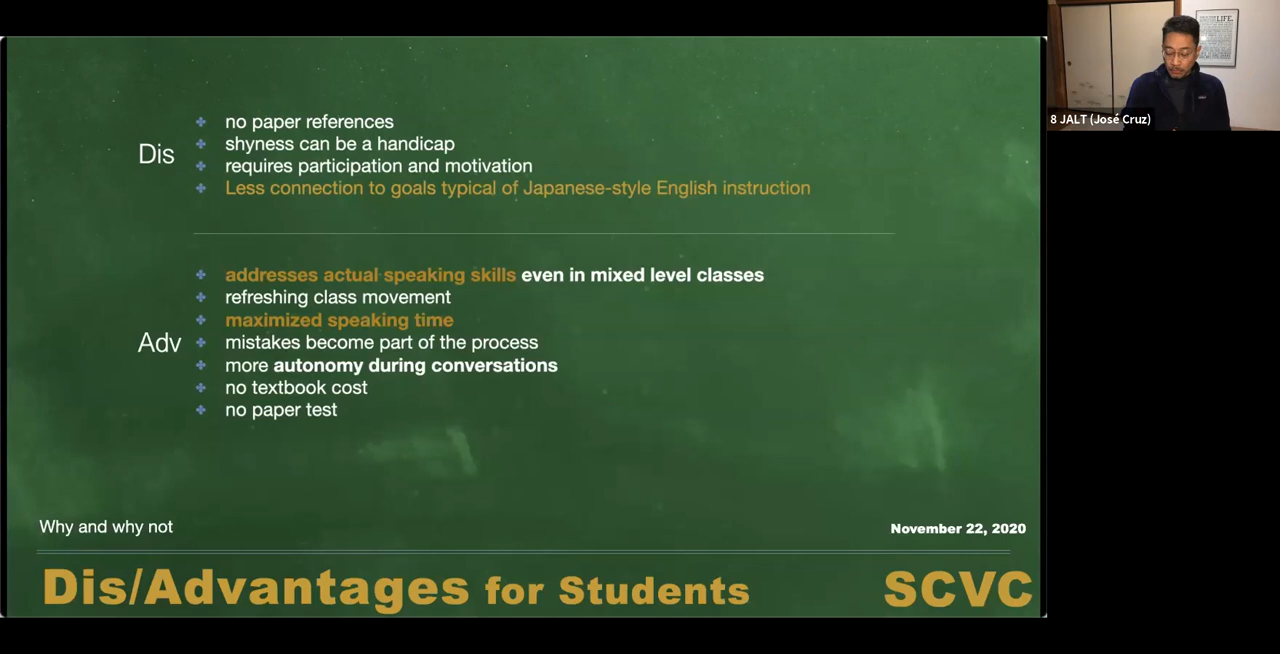 LIFE.
8 JALT (José Cruz)
Dis
no paper references
shyness can be a handicap
requires participation and motivation
Less connection to goals typical of Japanese-style English instruction
Adv
addresses actual speaking skills even in mixed level classes
refreshing class movement
maximized speaking time
mistakes become part of the process
more autonomy during conversations
no textbook cost
no paper test
Why and why not
November 22, 2020
Dis/Advantages for Students
SCVC